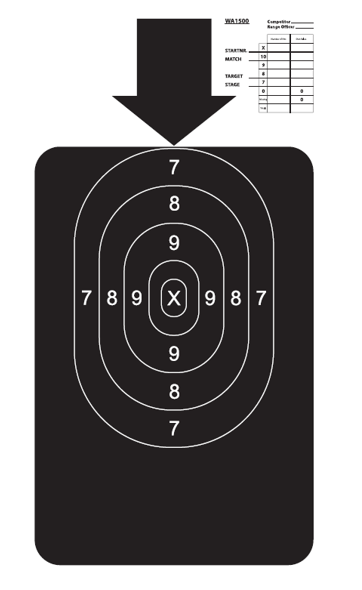 WA1500
Competitor
Range Officer
STARTNR.
MATCH
TARGET
STAGE
X
10
9
8
7
0 0
0
7
8
9
7 8 9 X 9 8 7
9
8
7